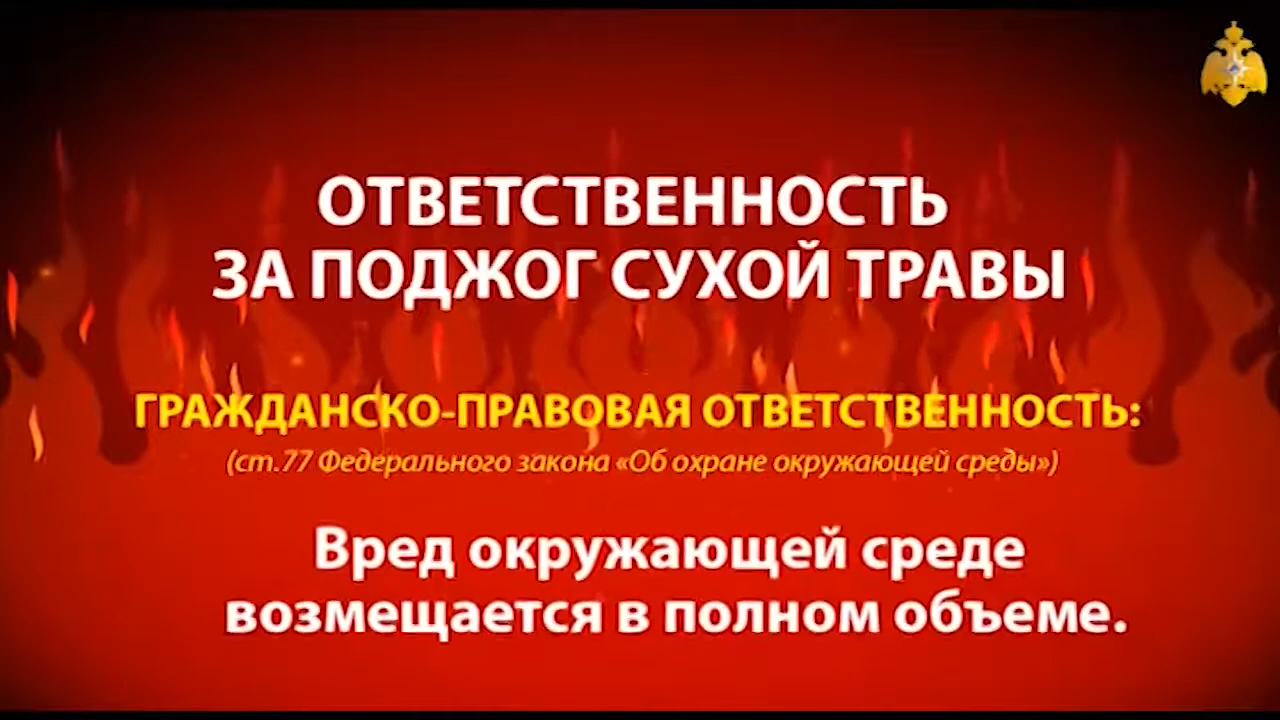 ОТВЕТСТВЕННОСТЬ
ЗА ПОДЖОГ СУХОЙ ТРАВЫ
ГРАЖДАНСКО-ПРАВОВАЯ ОТВЕТСТВЕННОСТЬ:
(ст.77 Федерального закона «Об охране окружающей среды»)
Вред окружающей среде
возмещается в полном объеме.